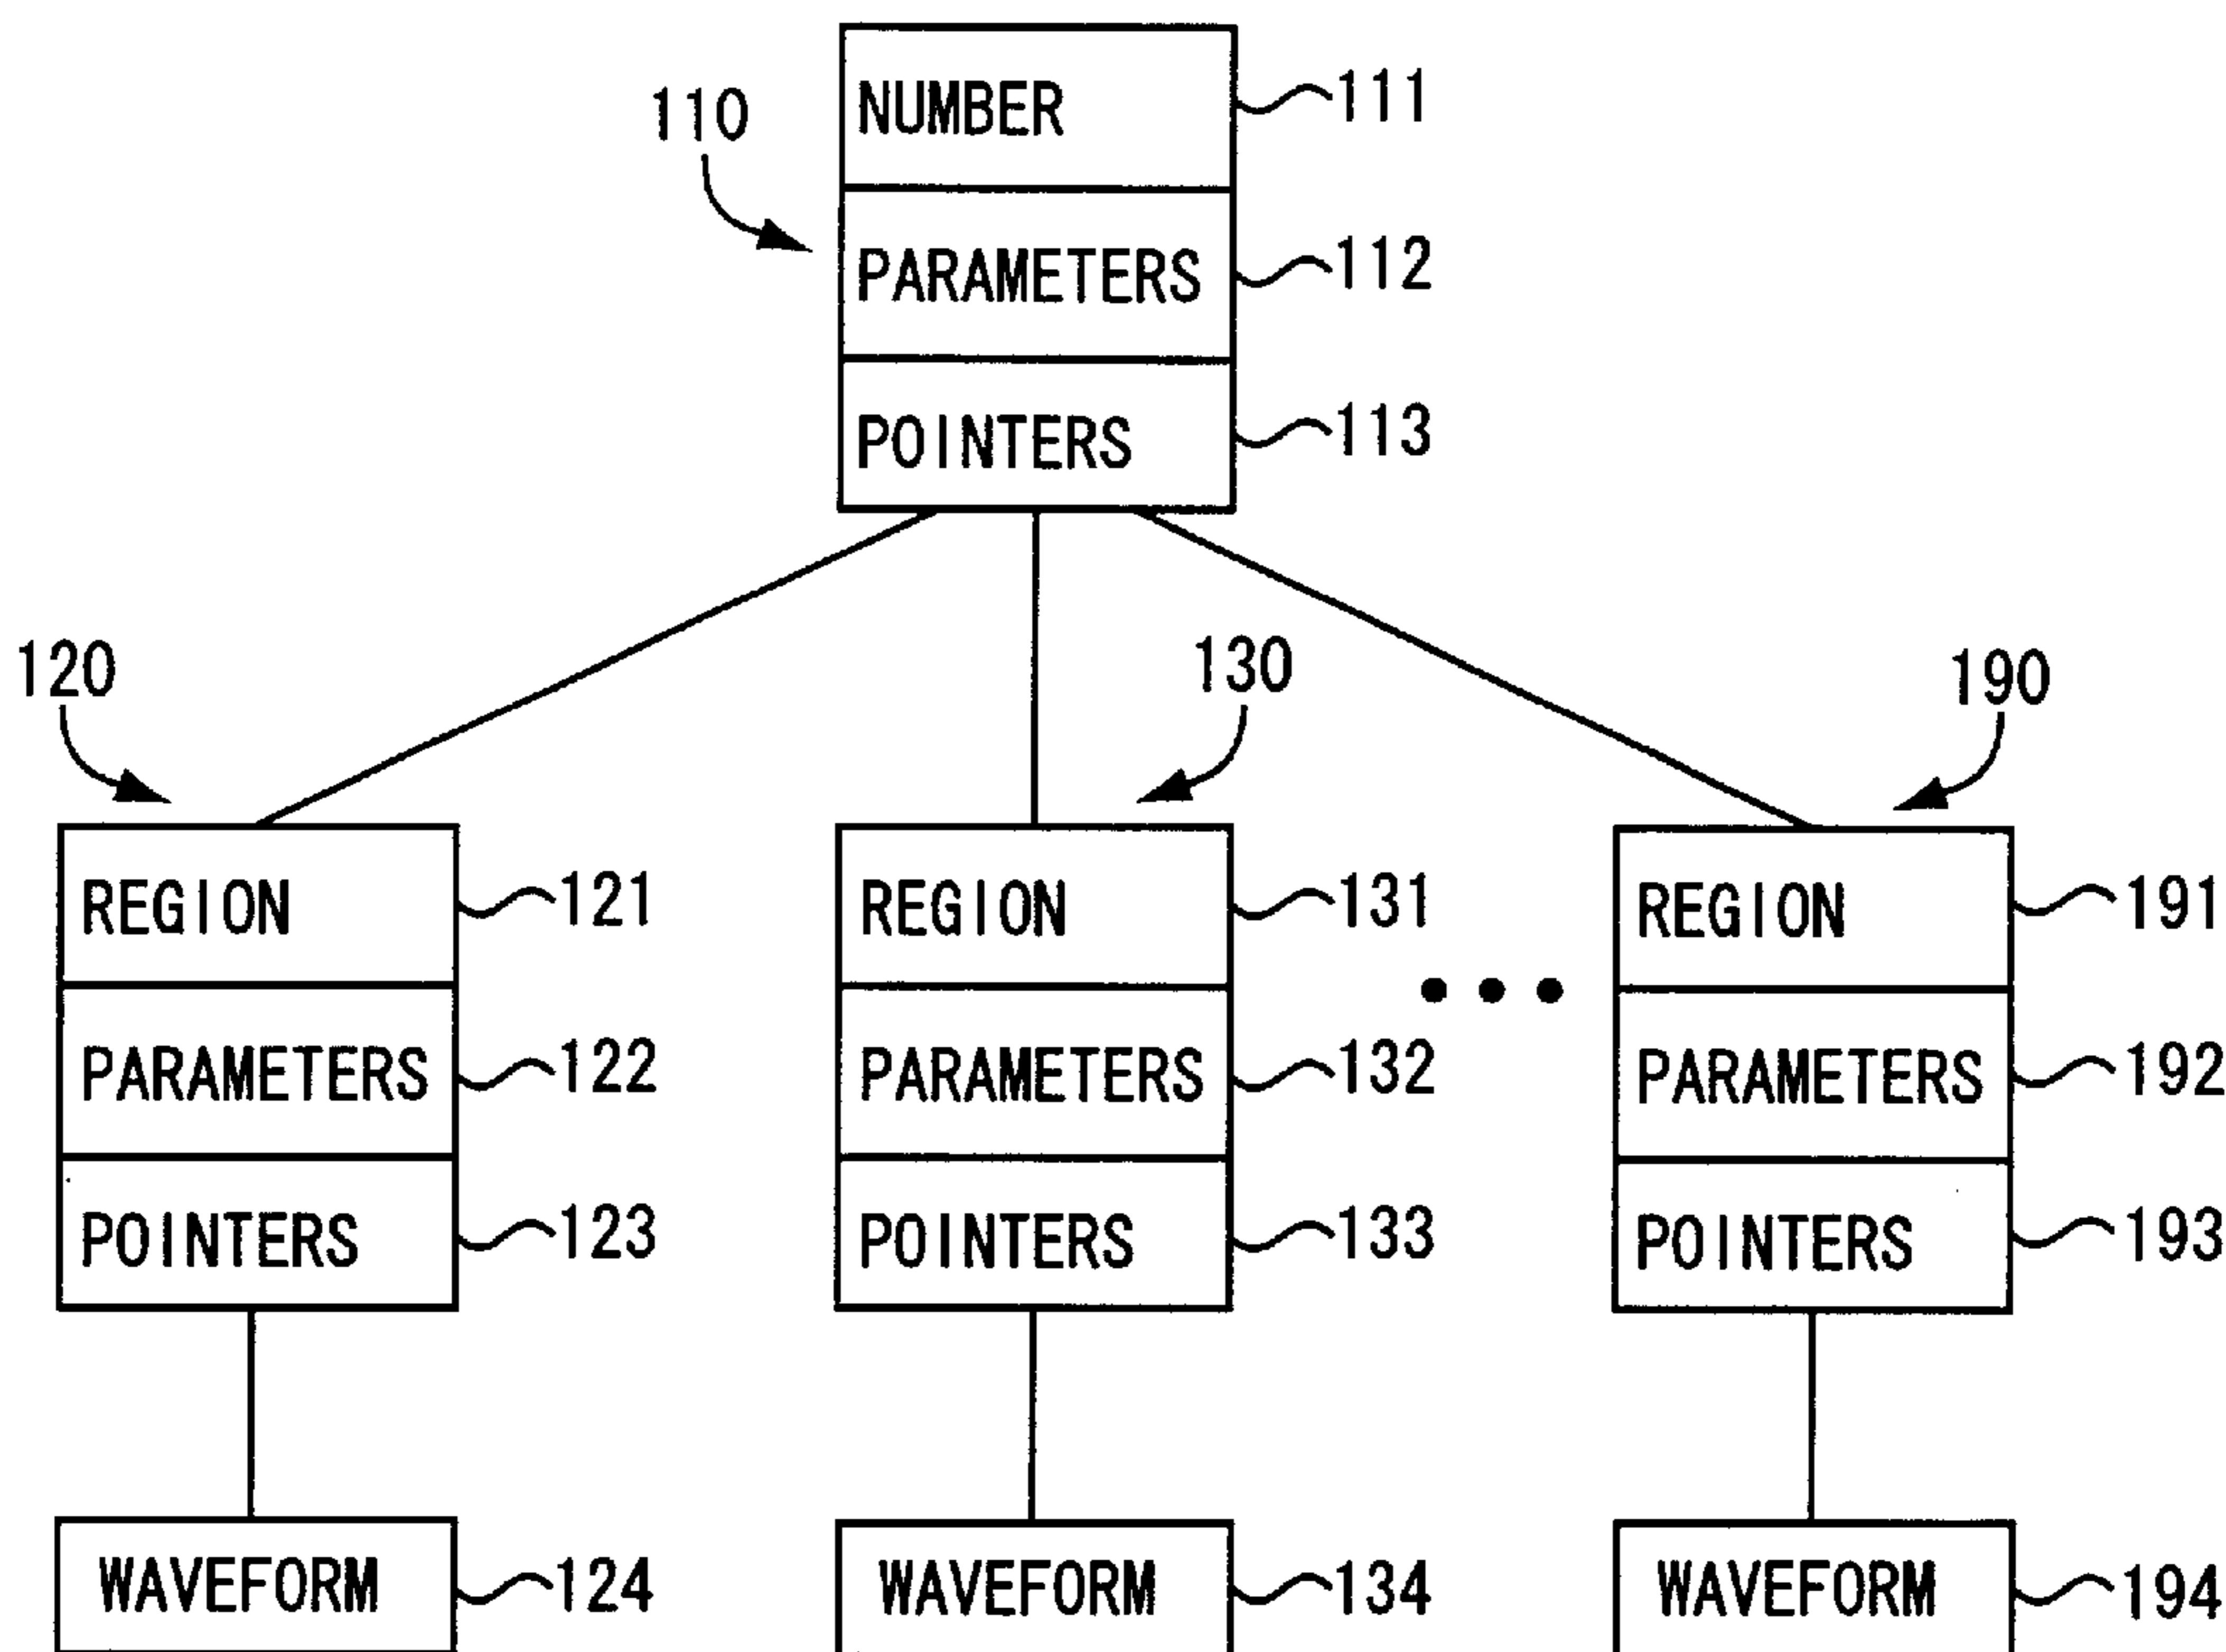 110
NUMBER 111
PARAMETERS 112
POINTERS 113
120 130 190
REGION 121 REGION 131 REGION 191
PARAMETERS 122 PARAMETERS 132 PARAMETERS 192
POINTERS 123 POINTERS 133 POINTERS 193
WAVEFORM 124 WAVEFORM 134 WAVEFORM 194